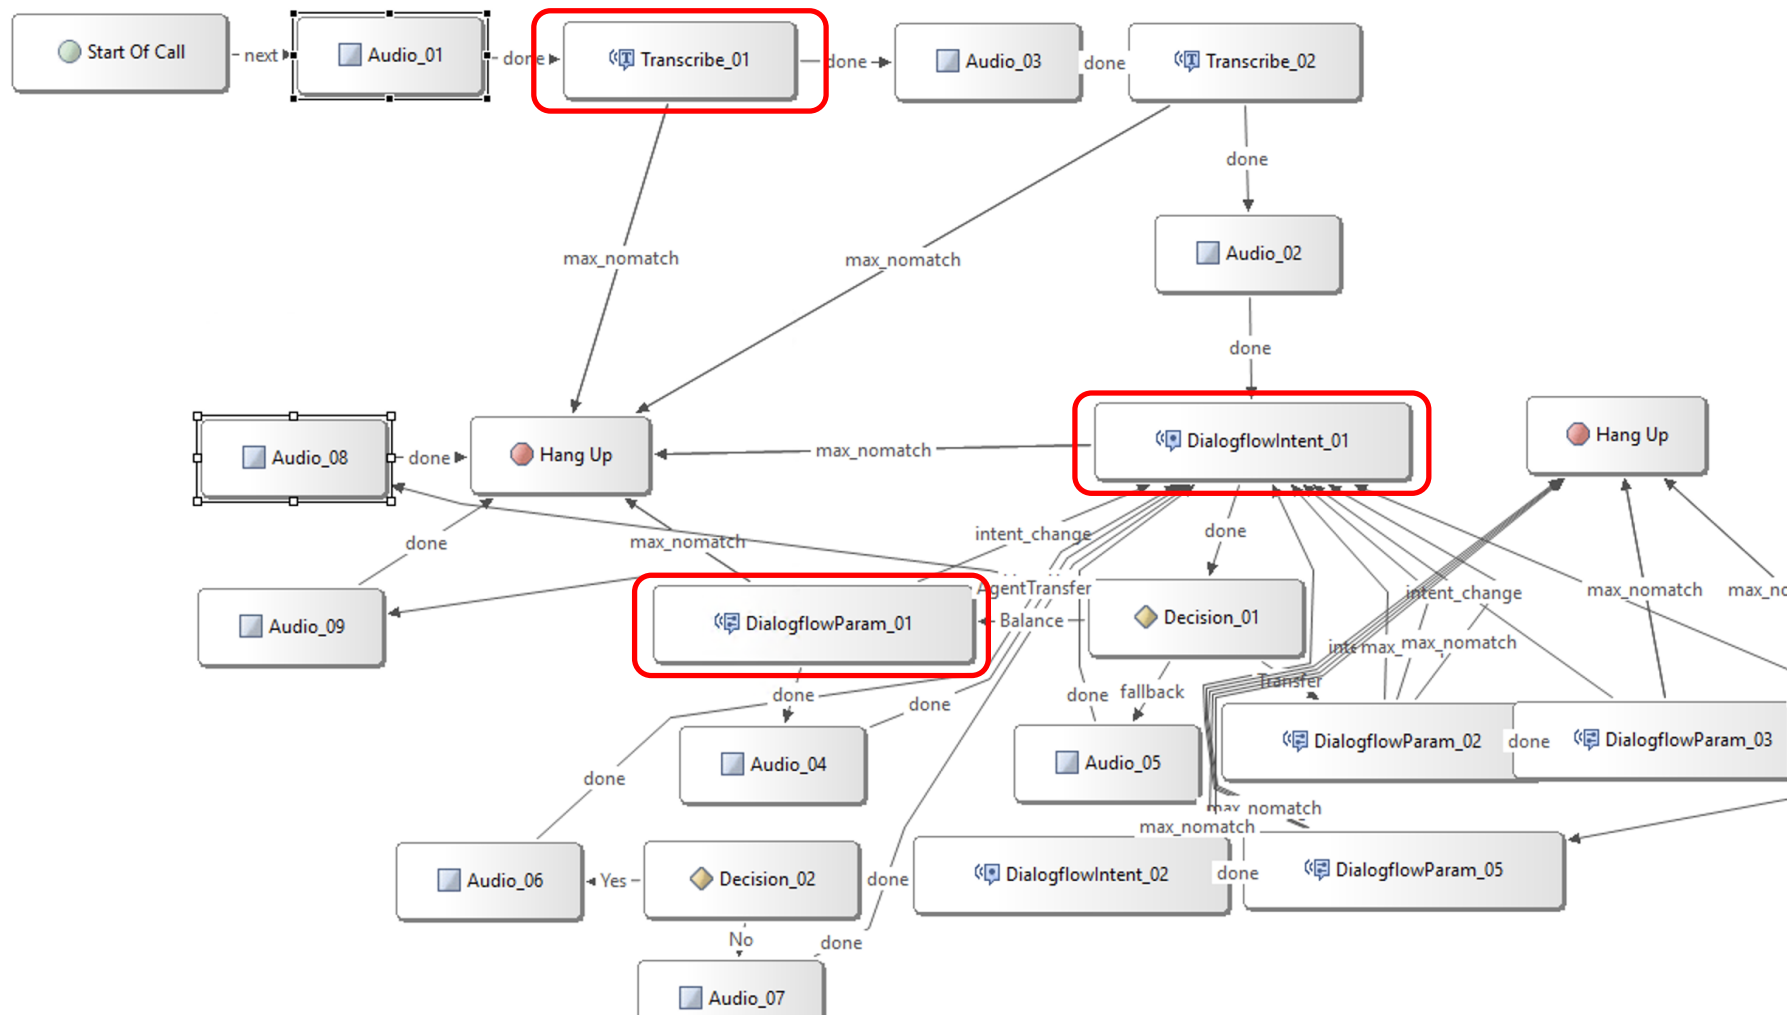 Start Of Call
next
Audio_01
done
Transcribe_01
done
Audio_03
done
Transcribe_02
done
max_nomatch
max_nomatch
Audio_02
done
Audio_08
done
Hang Up
max_nomatch
DialogflowIntent_01
Hang Up
done
max_nomatch
intent_change
done
AgentTransfer
intent_change
max_nomatch
Audio_09
DialogflowParam_01
Balance
Decision_01
max_nomatch
done
done
done
fallback
Transfer
Audio_04
Audio_05
DialogflowParam_02
done
DialogflowParam_03
done
max_nomatch
max_nomatch
Audio_06
Yes
Decision_02
done
DialogflowIntent_02
done
DialogflowParam_05
No
done
Audio_07